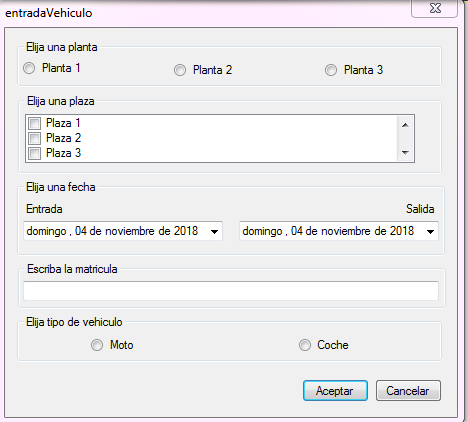 entradaVehiculo
Elija una planta
Planta 1 Planta 2 Planta 3
Elija una plaza
Plaza 1
Plaza 2
Plaza 3
Elija una fecha
Entrada Salida
domingo , 04 de noviembre de 2018 domingo , 04 de noviembre de 2018
Escriba la matricula
Elija tipo de vehiculo
Moto Coche
Aceptar Cancelar